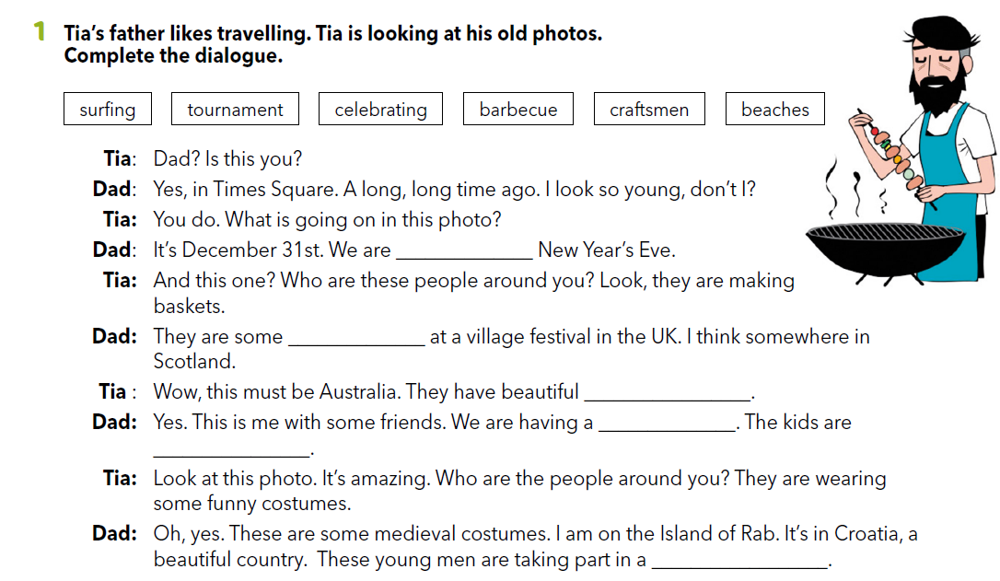 1 Tia's father likes travelling. Tia is looking at his old photos.
Complete the dialogue.
surfing tournament celebrating barbecue craftsmen beaches
Tia: Dad? Is this you?
Dad: Yes, in Times Square. A long, long time ago. I look so young, don't I?
Tia: You do. What is going on in this photo?
Dad: It's December 31st. We are ____________ New Year's Eve.
Tia: And this one? Who are these people around you? Look, they are making
baskets.
Dad: They are some ____________ at a village festival in the UK. I think somewhere in
Scotland.
Tia : Wow, this must be Australia. They have beautiful _______________.
Dad: Yes. This is me with some friends. We are having a ____________. The kids are
______________.
Tia: Look at this photo. It's amazing. Who are the people around you? They are wearing
some funny costumes.
Dad: Oh, yes. These are some medieval costumes. I am on the Island of Rab. It's in Croatia, a
beautiful country. These young men are taking part in a ________________.